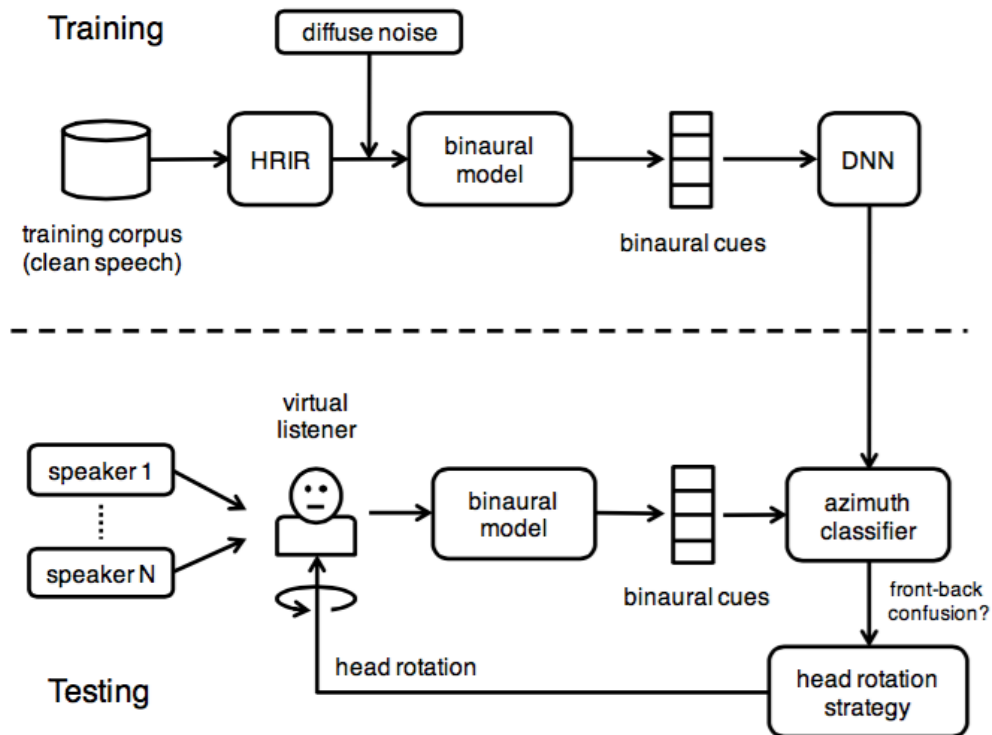 Training
diffuse noise
HRIR
binaural
model
DNN
training corpus
(clean speech)
binaural cues
virtual
listener
speaker 1
speaker N
binaural
model
azimuth
classifier
binaural cues
front-back
confusion?
head rotation
head rotation
strategy
Testing